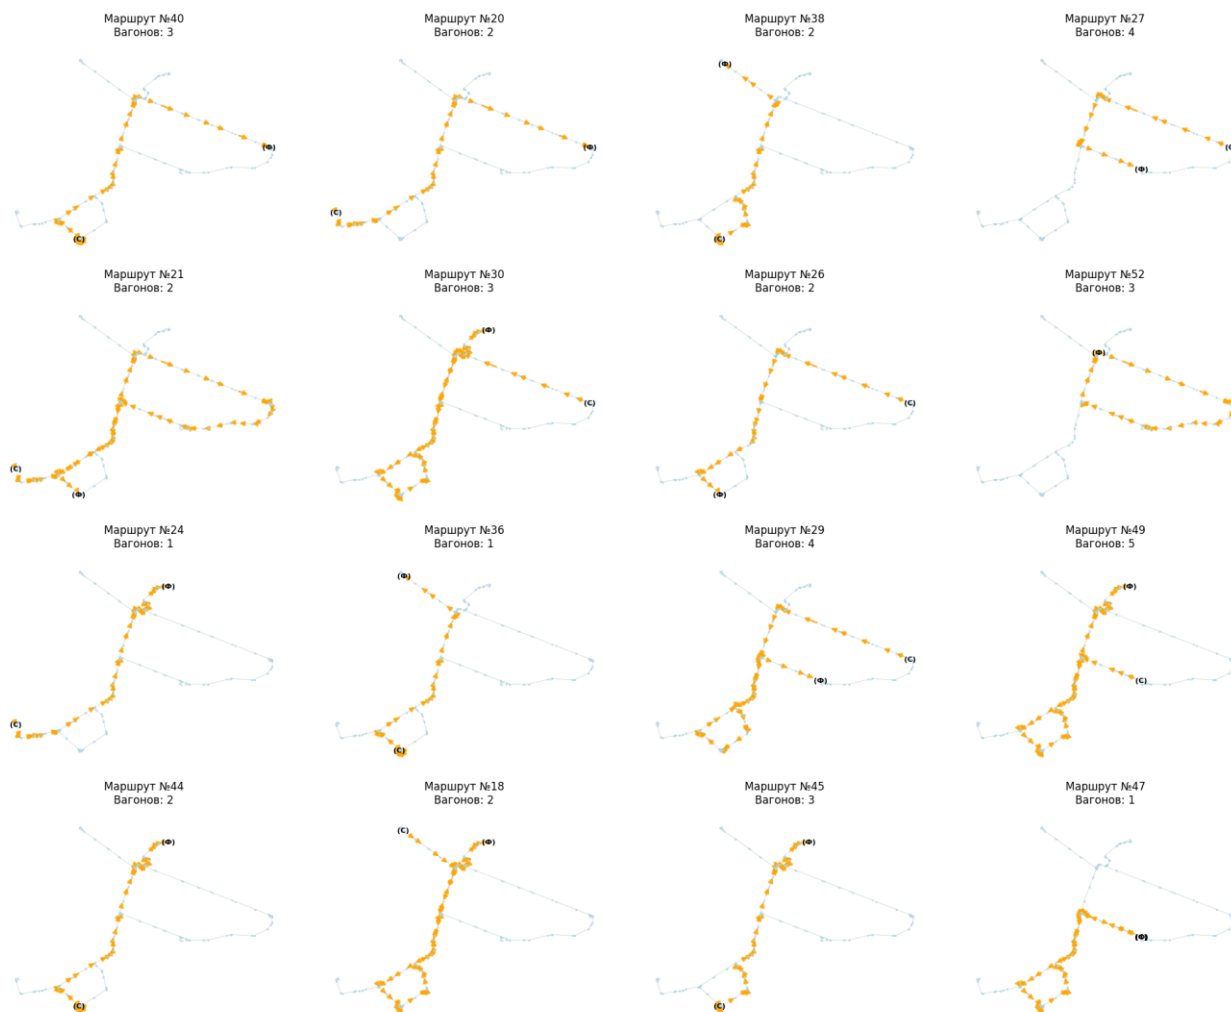 Маршрут №40
Вагонов: 3
Маршрут №20
Вагонов: 2
Маршрут №38
Вагонов: 2
Маршрут №27
Вагонов: 4
(Ф)
(С)
(Ф)
(С)
(Ф)
(С)
(Ф)
Маршрут №21
Вагонов: 2
Маршрут №30
Вагонов: 3
Маршрут №26
Вагонов: 2
Маршрут №52
Вагонов: 3
(С)
(Ф)
(Ф)
(С)
(С)
(Ф)
(Ф)
Маршрут №24
Вагонов: 1
Маршрут №36
Вагонов: 1
Маршрут №29
Вагонов: 4
Маршрут №49
Вагонов: 5
(Ф)
(С)
(Ф)
(С)
(С)
(Ф)
(Ф)
(С)
Маршрут №44
Вагонов: 2
Маршрут №18
Вагонов: 2
Маршрут №45
Вагонов: 3
Маршрут №47
Вагонов: 1
(Ф)
(С)
(С)
(Ф)
(Ф)
(С)